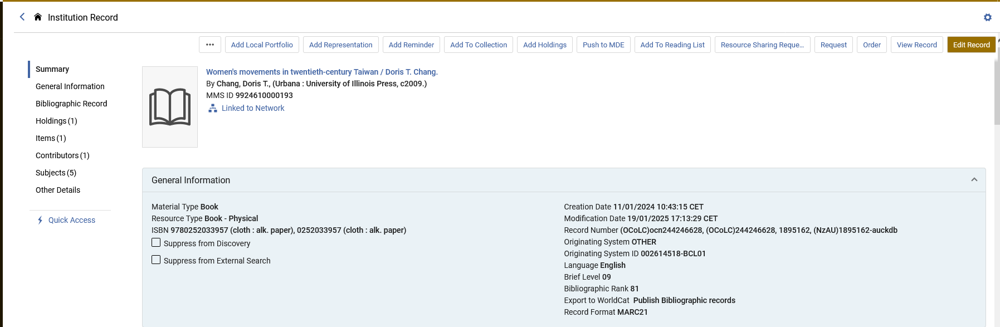 Institution Record
••• Add Local Portfolio Add Representation Add Reminder Add To Collection Add Holdings Push to MDE Add To Reading List Resource Sharing Reque... Request Order View Record Edit Record
Summary
General Information
Bibliographic Record
Holdings (1)
Items (1)
Contributors (1)
Subjects (5)
Other Details
Quick Access
Women's movements in twentieth-century Taiwan / Doris T. Chang.
By Chang, Doris T., (Urbana : University of Illinois Press, c2009.)
MMS ID 9924610000193
Linked to Network
General Information
Material Type Book
Resource Type Book - Physical
ISBN 9780252033957 (cloth : alk. paper), 0252033957 (cloth : alk. paper)
Suppress from Discovery
Suppress from External Search
Creation Date 11/01/2024 10:43:15 CET
Modification Date 19/01/2025 17:13:29 CET
Record Number (OCoLC)ocn244246628, (OCoLC)244246628, 1895162, (NzAU)1895162-auckdb
Originating System OTHER
Originating System ID 002614518-BCL01
Language English
Brief Level 09
Bibliographic Rank 81
Export to WorldCat Publish Bibliographic records
Record Format MARC21